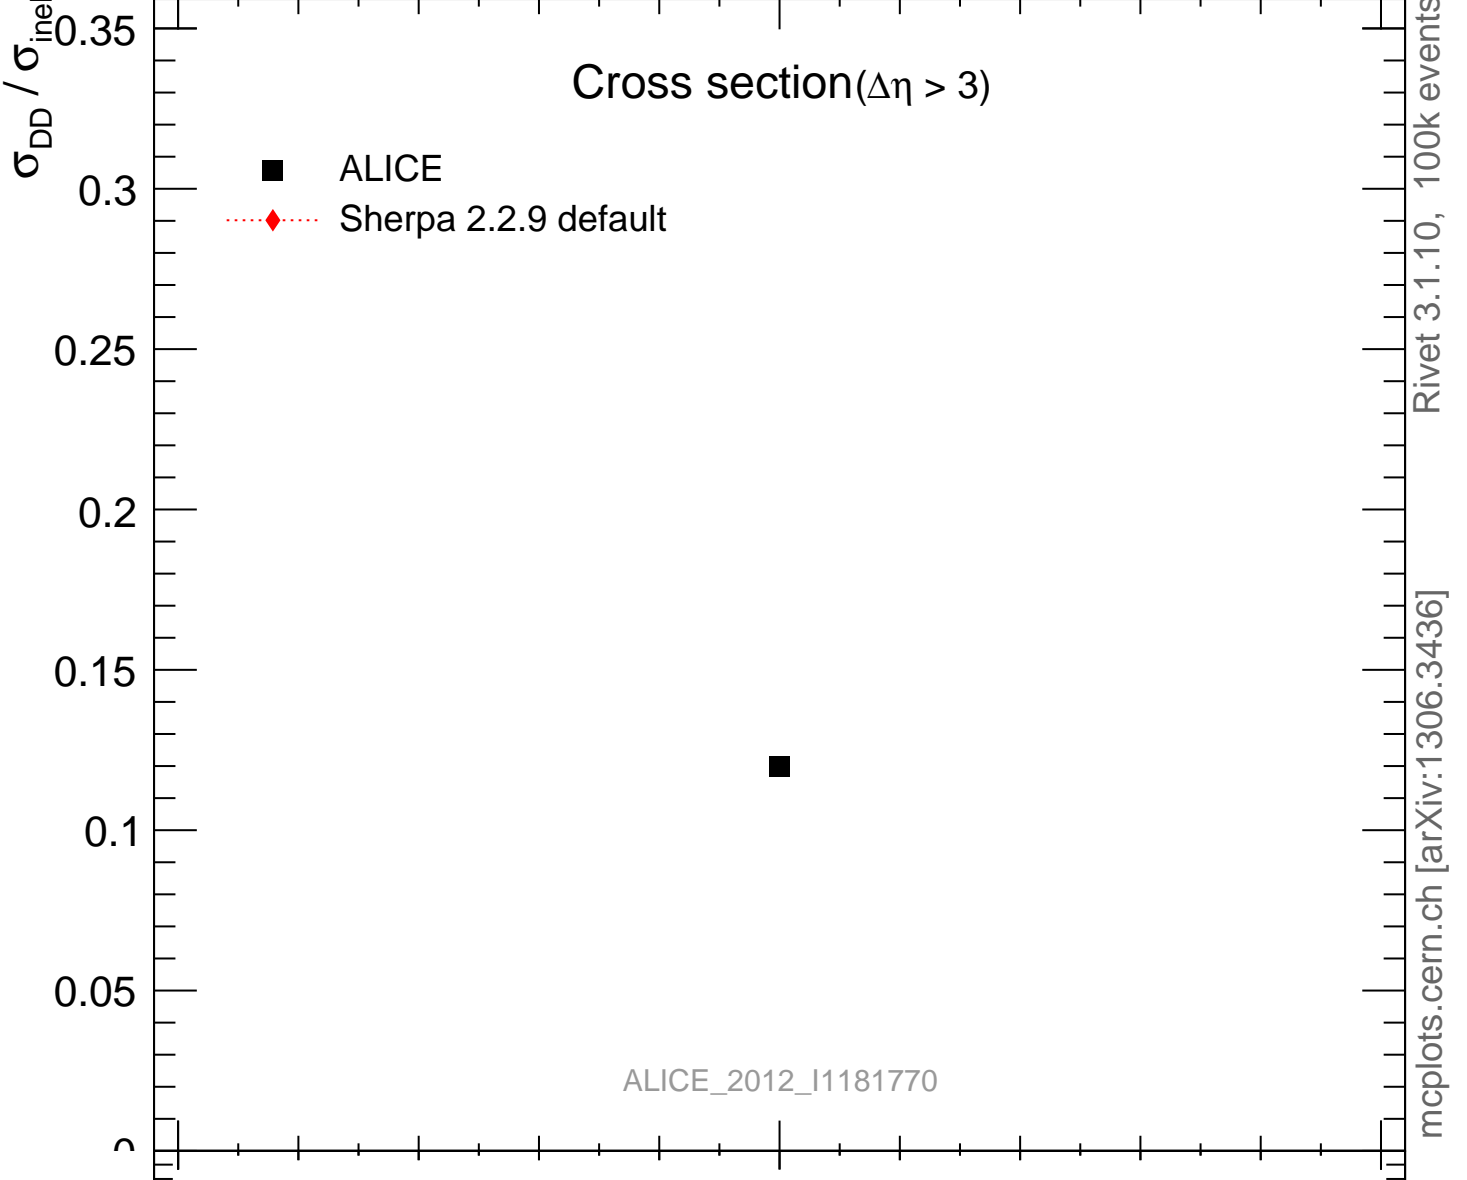 σDD / σinel
Cross section(Δη > 3)
ALICE
Sherpa 2.2.9 default
0.35
0.3
0.25
0.2
0.15
0.1
0.05
0
ALICE_2012_I1181770
Rivet 3.1.10, 100k events
mcplots.cern.ch [arXiv:1306.3436]